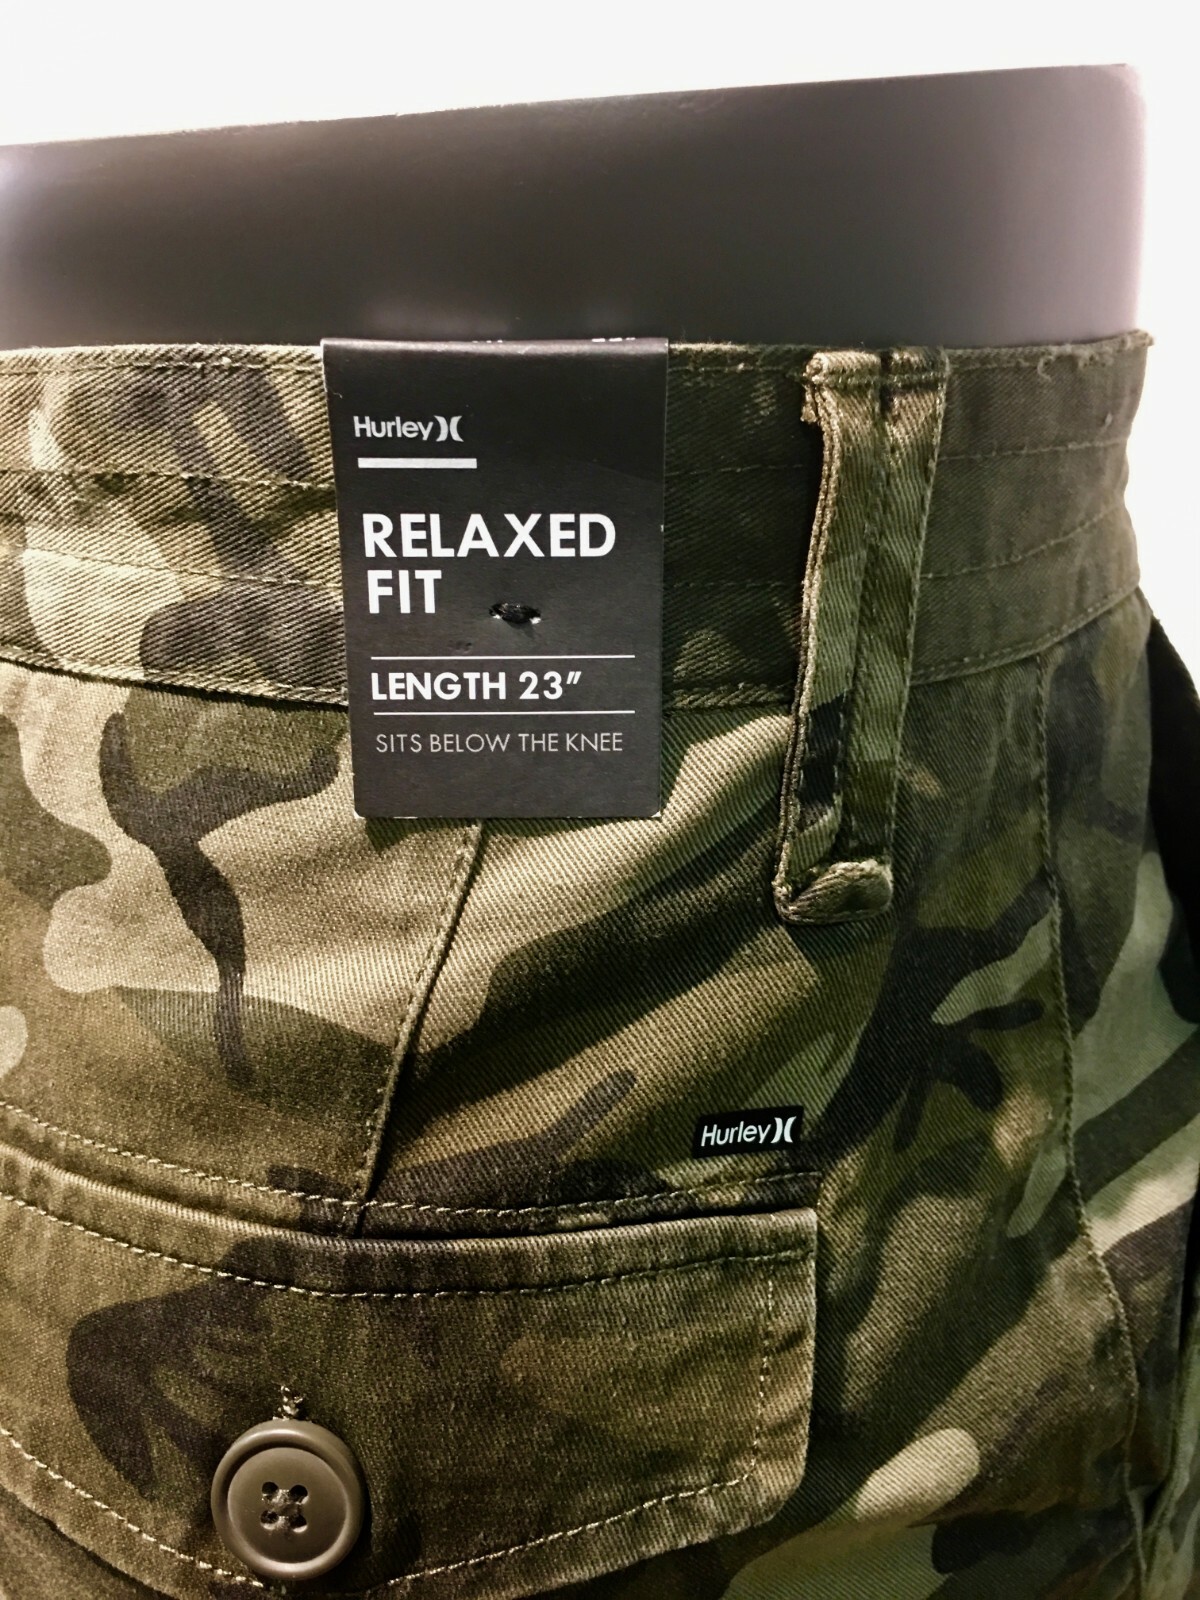 Hurley
RELAXED
FIT
LENGTH 23"
SITS BELOW THE KNEE
Hurley